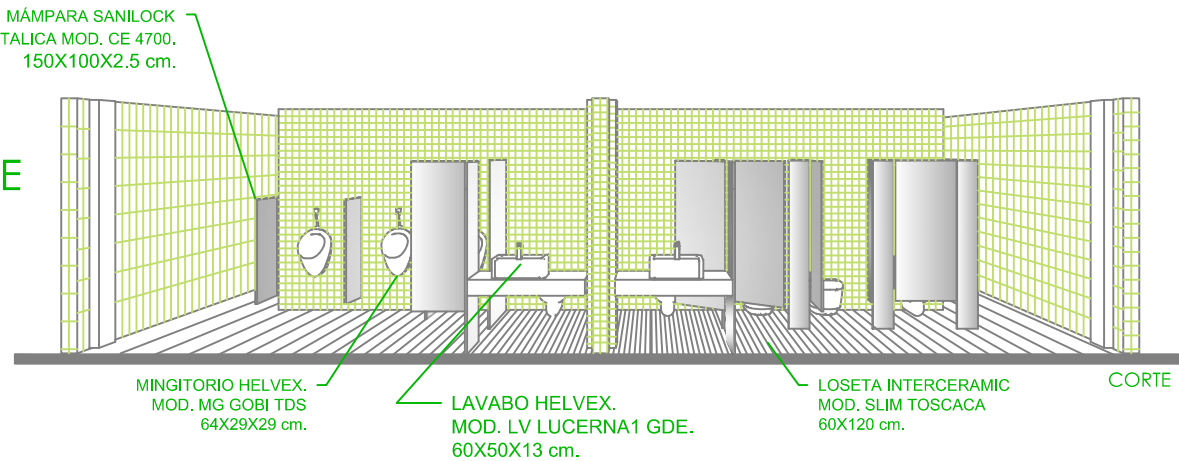 MÁMPARA SANILOCK
TALICA MOD. CE 4700.
150X100X2.5 cm.
E
MINGITORIO HELVEX.
MOD. MG GOBI TDS
64X29X29 cm.
LAVABO HELVEX.
MOD. LV LUCERNA1 GDE.
60X50X13 cm.
LOSETA INTERCERAMIC
MOD. SLIM TOSCACA
60X120 cm.
CORTE